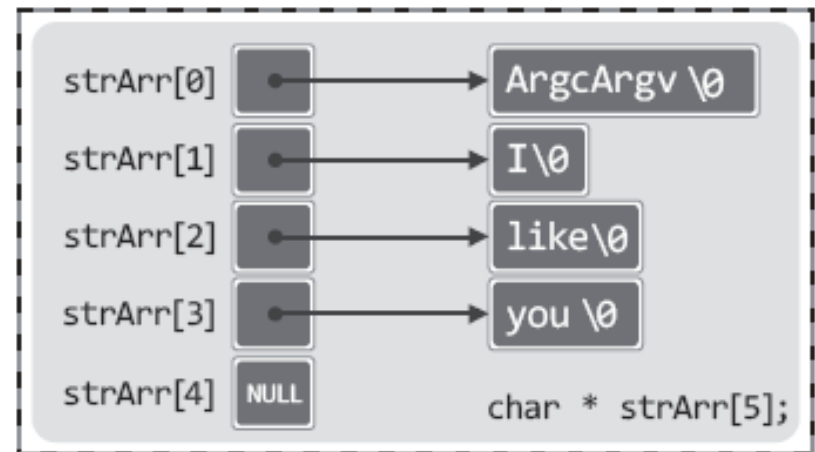 strArr[0] ArgcArgv \0
strArr[1] I\0
strArr[2] like\0
strArr[3] you \0
strArr[4] NULL
char * strArr[5];